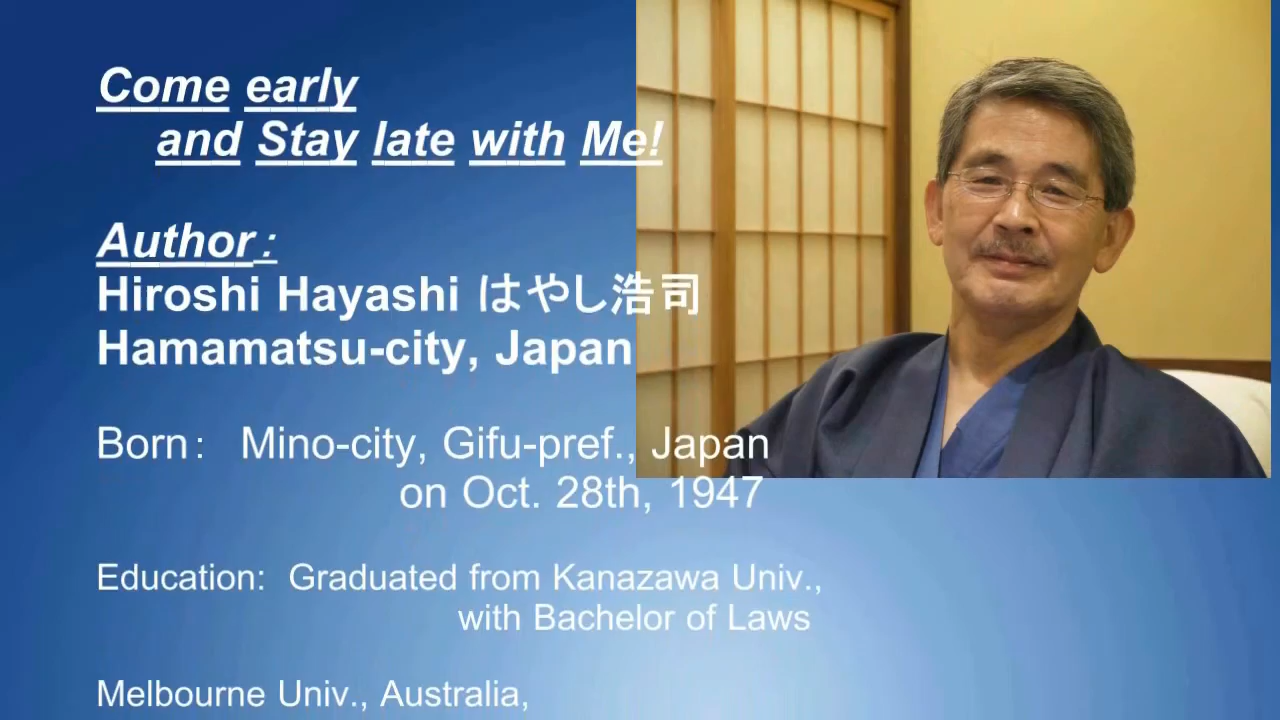 Come early
and Stay late with Me!
Author：
Hiroshi Hayashi はやし浩司
Hamamatsu-city, Japan
Born： Mino-city, Gifu-pref., Japan
on Oct. 28th, 1947
Education: Graduated from Kanazawa Univ.,
with Bachelor of Laws
Melbourne Univ., Australia,